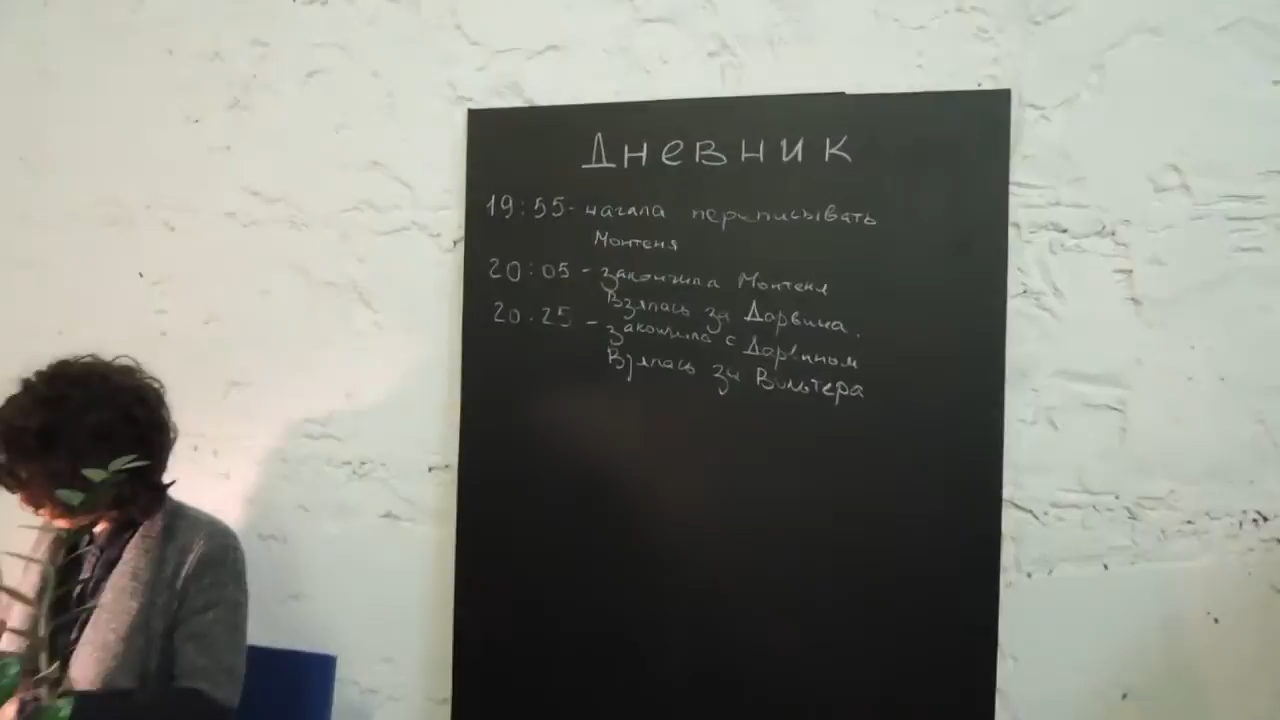 Дневник
19:55 - начала переписывать
Монтеня
20:05 - закончила Монтеня
Взялась за Дарвина.
20.25 - закончила с Дарвином
Взялась за Вольтера